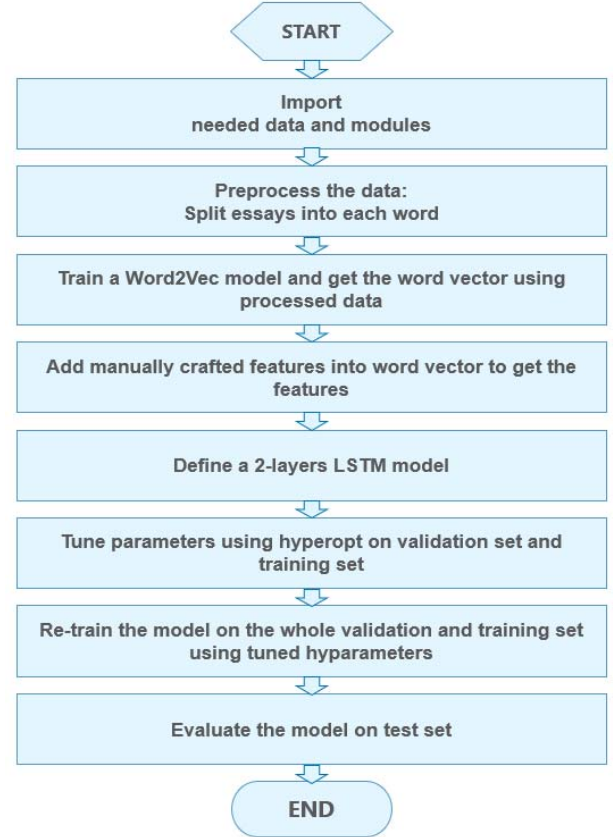 START
Import
needed data and modules
Preprocess the data:
Split essays into each word
Train a Word2Vec model and get the word vector using
processed data
Add manually crafted features into word vector to get the
features
Define a 2-layers LSTM model
Tune parameters using hyperopt on validation set and
training set
Re-train the model on the whole validation and training set
using tuned hyparameters
Evaluate the model on test set
END